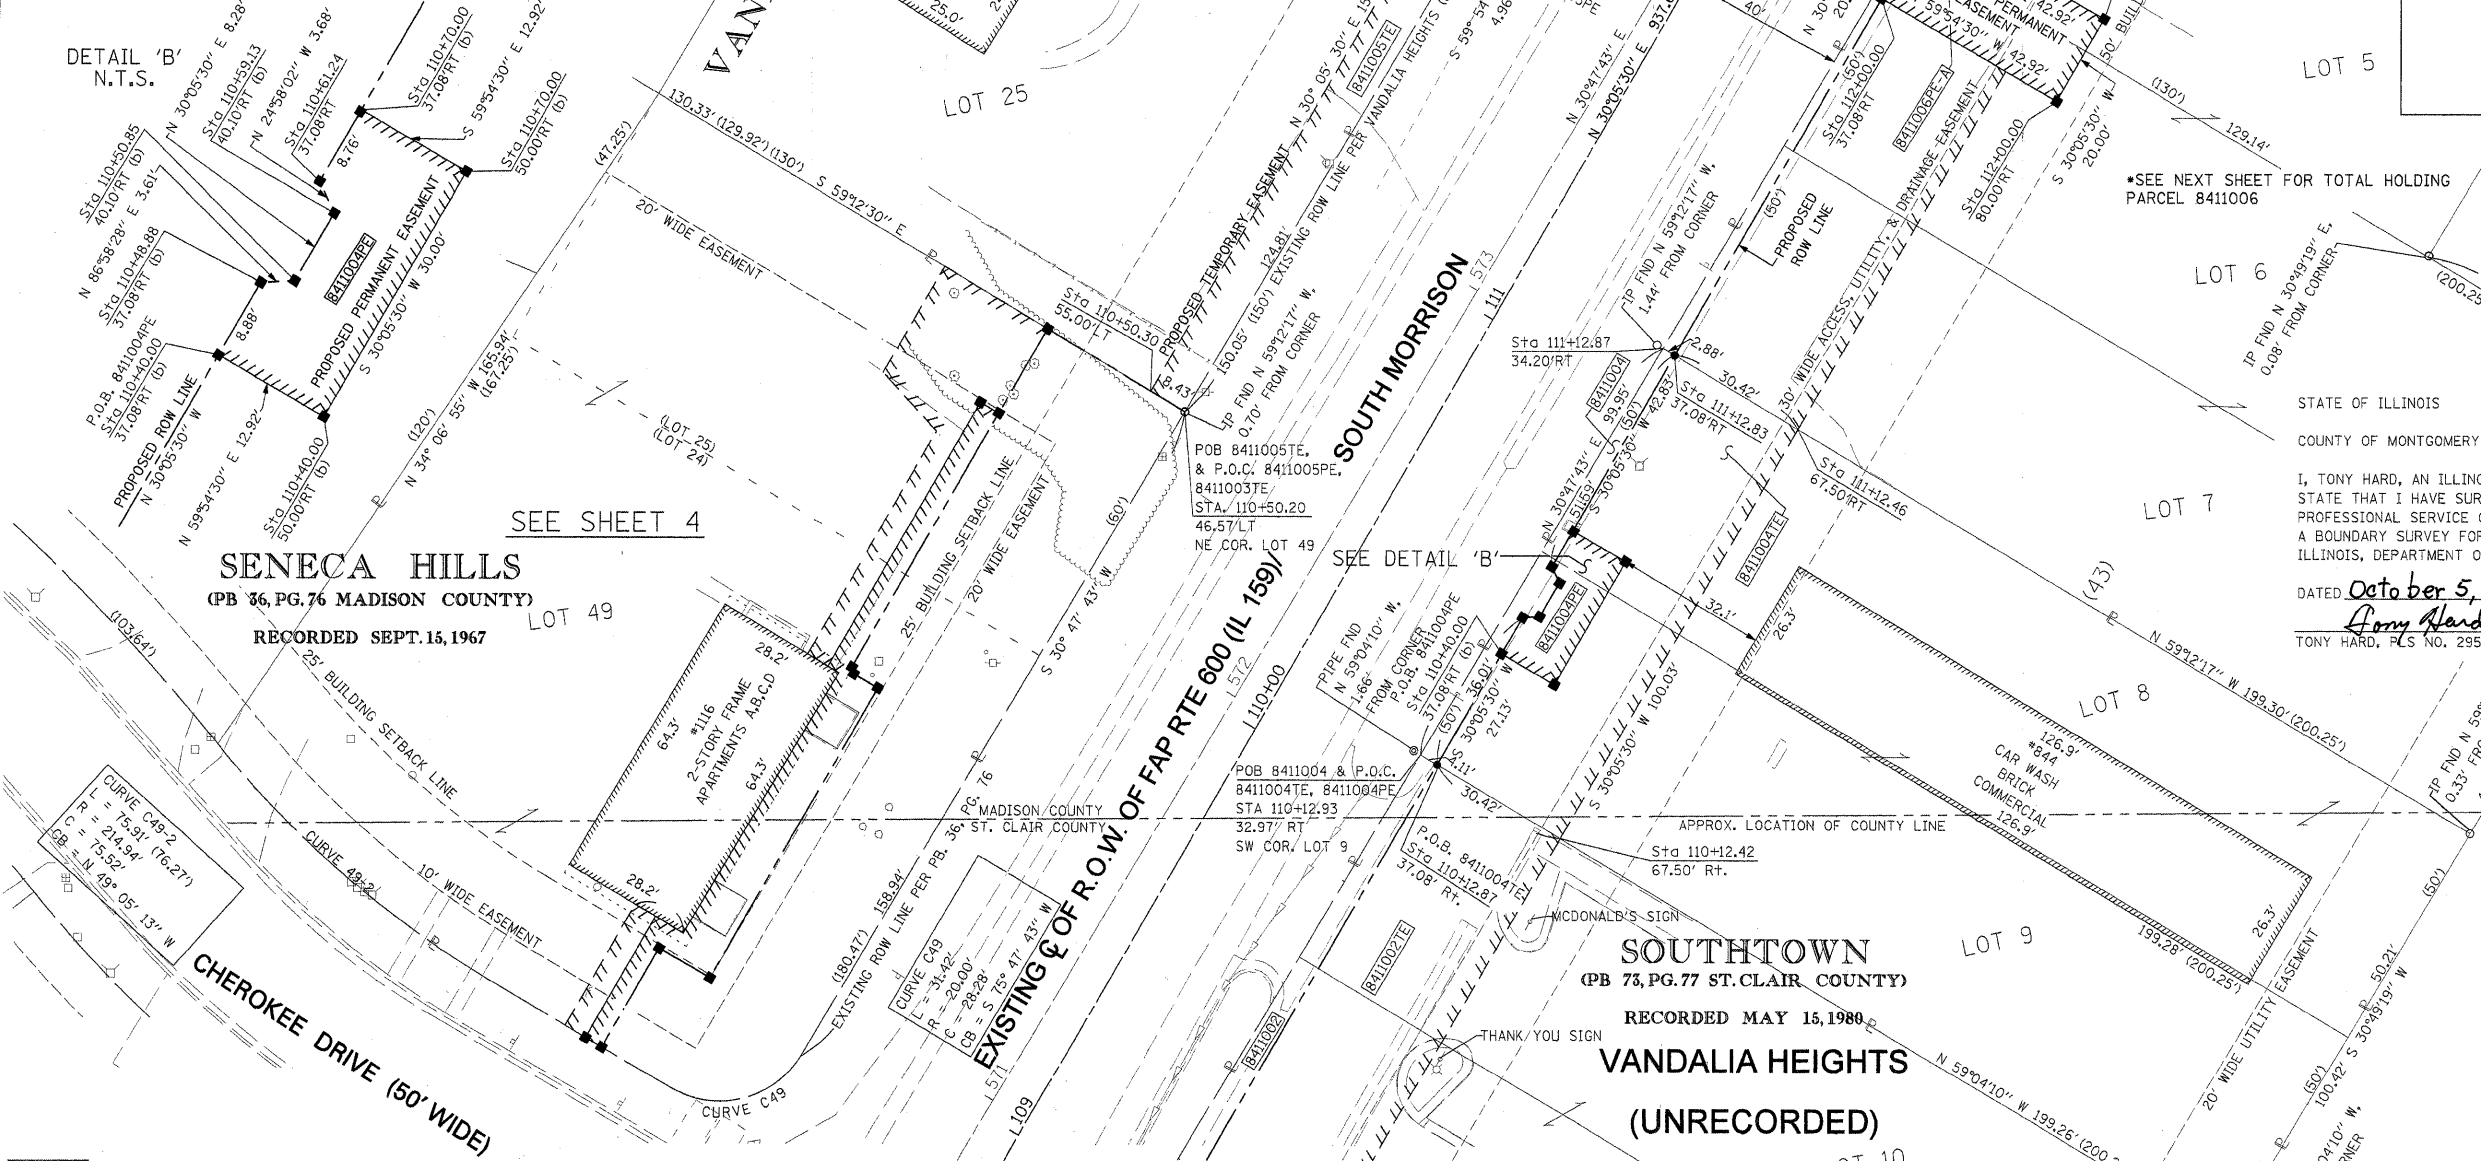 DETAIL 'B'
N.T.S.
N 30°05'30" E 8.28'
Sta 110+59.13
40.10'RT (b)
N 24°58'02" W 3.68'
Sta 110+61.24
37.08'RT
Sta 110+70.00
37.08'RT (b)
S 59°54'30" E 12.92'
Sta 110+70.00
50.00'RT (b)
Sta 110+50.85
40.10'RT (b)
N 86°58'28" E 3.61'
Sta 110+48.88
37.08'RT (b)
P.O.B. 8411004PE
Sta 110+40.00
37.08'RT (b)
8.76'
8.88'
8411004PE
PROPOSED PERMANENT EASEMENT
S 30°05'30" W 30.00'
PROPOSED ROW LINE
N 30°05'30" W
N 59°54'30" E 12.92'
Sta 110+40.00
50.00'RT (b)
VAN
25.0'
LOT 25
(47.25')
130.33' (129.92') (130')
S 59°12'30" E
20' WIDE EASEMENT
(120')
N 34° 06' 55" W 165.94'
(167.25')
(LOT 25)
(LOT 24)
SEE SHEET 4
SENECA HILLS
(PB 36, PG. 76 MADISON COUNTY)
RECORDED SEPT. 15, 1967
LOT 49
(103.64')
25' BUILDING SETBACK LINE
28.2'
64.3'
#1116
2-STORY FRAME
APARTMENTS A,B,C,D
64.3'
28.2'
CURVE C49-2
L = 75.91' (76.27')
R = 214.94'
C = 75.52'
CB = N 49° 05' 13" W
CURVE 49-2
10' WIDE EASEMENT
CHEROKEE DRIVE (50' WIDE)
CURVE C49
25' BUILDING SETBACK LINE
20' WIDE EASEMENT
(60')
S 30° 47' 43" W
158.94'
(180.47')
EXISTING ROW LINE PER PB. 36, PG. 76
MADISON COUNTY
ST. CLAIR COUNTY
CURVE C49
L = 31.42'
R = 20.00'
C = 28.28'
CB = S 75° 47' 43" W
Sta 110+50.30
55.00'LT
8.43'
PROPOSED TEMPORARY EASEMENT
N 30° 05' 30" E
8411005TE
124.81'
150.05' (150') EXISTING ROW LINE PER VANDALIA HEIGHTS
IP FND N 59°12'17" W,
0.70' FROM CORNER
POB 8411005TE,
& P.O.C. 8411005PE,
8411003TE
STA. 110+50.20
46.57'LT
NE COR. LOT 49
S 59° 54'
4.96
N 30°47'43" E
N 30°05'30" E 937.
SOUTH MORRISON
EXISTING ℄ OF R.O.W. OF FAP RTE 600 (IL 159)/
573
111
572
110+00
571
109
SEE DETAIL 'B'
PIPE FND
N 59°04'10" W,
1.66'
FROM CORNER
P.O.B. 8411004PE
Sta 110+40.00
37.08'RT (b)
(50') 36.01'
S 30°05'30" W
27.13'
POB 8411004 & P.O.C.
8411004TE, 8411004PE
STA 110+12.93
32.97' RT
SW COR. LOT 9
4.11'
30.42'
P.O.B. 8411004TE
Sta 110+12.87
37.08' Rt.
Sta 110+12.42
67.50' Rt.
Sta 111+12.87
34.20'RT
IP FND N 59°12'17" W,
1.44' FROM CORNER
2.88'
30.42'
8411004
99.95'
(50')
N 30°47'43" E
S 30°05'30" W 42.83'
51.59'
Sta 111+12.83
37.08'RT
Sta 111+12.46
67.50'RT
8411004TE
8411004PE
32.1'
S 30°05'30" W 100.03'
40'
(50')
Sta 112+00.00
37.08'RT
8411006PE-A
PERMANENT
EASEMENT
42.92'
59°54'30" W 42.92'
(50')
PROPOSED
ROW LINE
30' WIDE ACCESS, UTILITY, & DRAINAGE EASEMENT
Sta 112+00.00
80.00'RT
S 30°05'30" W
20.00'
50' BUIL
(130')
129.14'
LOT 5
*SEE NEXT SHEET FOR TOTAL HOLDING
PARCEL 8411006
LOT 6
IP FND N 30°49'19" E,
0.08' FROM CORNER
(200.25
STATE OF ILLINOIS
COUNTY OF MONTGOMERY
I, TONY HARD, AN ILLINO
STATE THAT I HAVE SUR
PROFESSIONAL SERVICE
A BOUNDARY SURVEY FOR
ILLINOIS, DEPARTMENT O
DATED October 5,
Tony Hard
TONY HARD, PLS NO. 295
LOT 7
(43)
N 59°12'17" W 199.30' (200.25')
LOT 8
26.3'
126.9'
#844
CAR WASH
BRICK
COMMERCIAL
126.9'
26.3'
APPROX. LOCATION OF COUNTY LINE
IP FND N 59°
0.33' FRO
MCDONALD'S SIGN
LOT 9
199.28' (200.25')
SOUTHTOWN
(PB 73, PG. 77 ST. CLAIR COUNTY)
RECORDED MAY 15, 1980
8411002TE
8411002
THANK YOU SIGN
VANDALIA HEIGHTS
(UNRECORDED)
N 59°04'10" W 199.26' (200.
20' WIDE UTILITY EASEMENT
(50')
50.21'
(50')
100.42' S 30°49'19" W
LOT 10